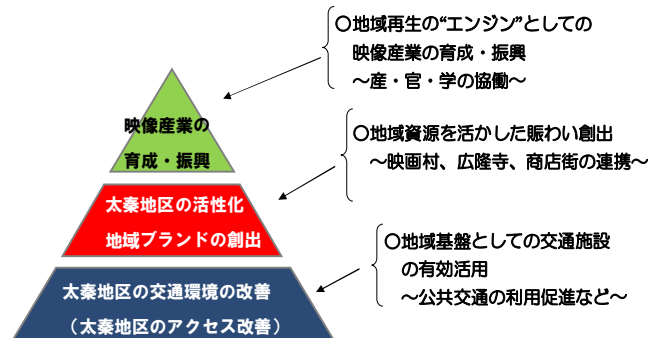 〇地域再生の“エンジン”としての
映像産業の育成・振興
～産・官・学の協働～
映像産業の
育成・振興
〇地域資源を活かした賑わい創出
～映画村、広隆寺、商店街の連携～
太秦地区の活性化
地域ブランドの創出
〇地域基盤としての交通施設
の有効活用
～公共交通の利用促進など～
太秦地区の交通環境の改善
（太秦地区のアクセス改善）